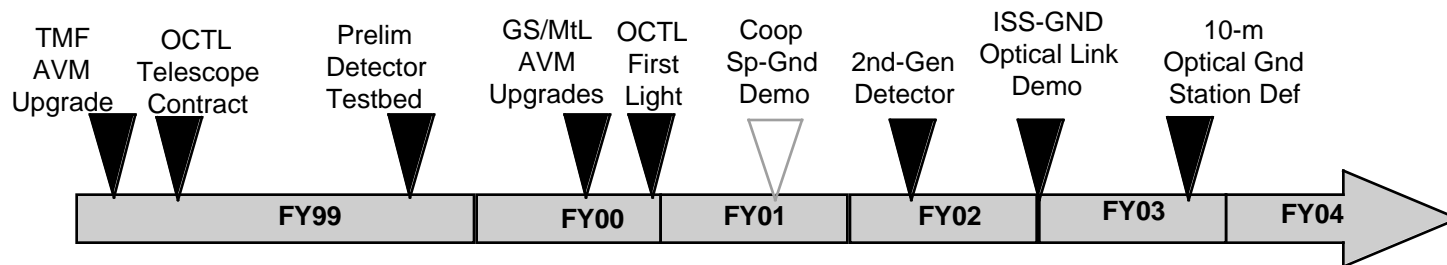 TMF
AVM
Upgrade
OCTL
Telescope
Contract
Prelim
Detector
Testbed
GS/MtL
AVM
Upgrades
OCTL
First
Light
Coop
Sp-Gnd
Demo
2nd-Gen
Detector
ISS-GND
Optical Link
Demo
10-m
Optical Gnd
Station Def
FY99
FY00
FY01
FY02
FY03
FY04